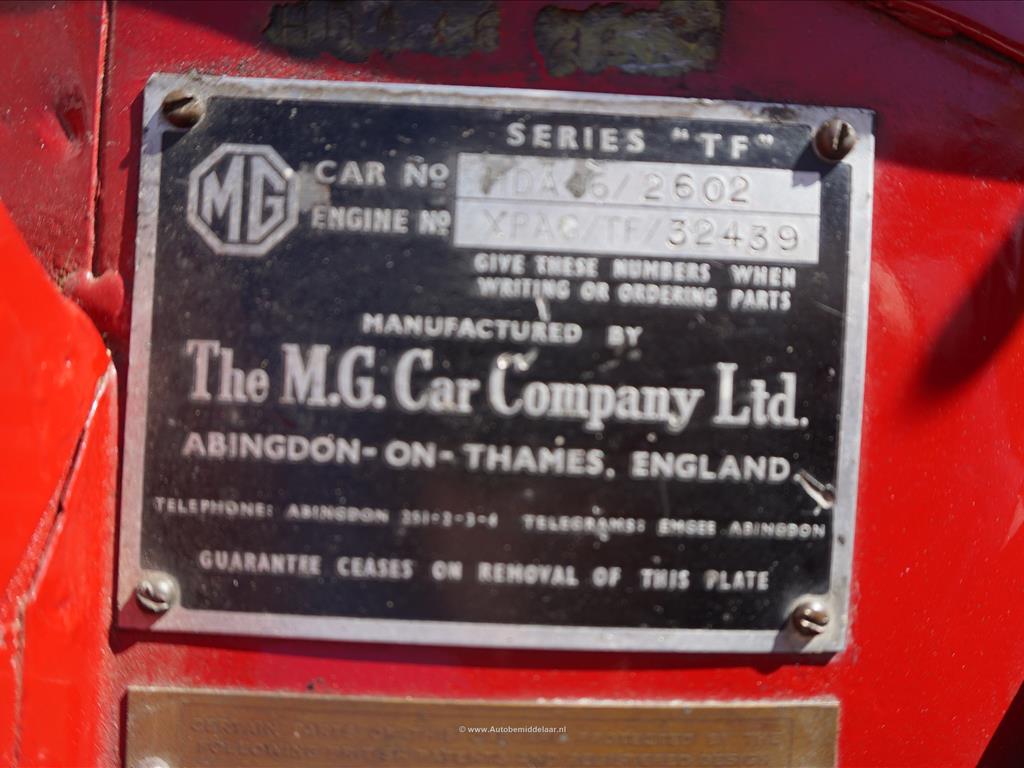 SERIES "TF"
MG
CAR No HDA 6/2602
ENGINE No XPAG/TF/32439
GIVE THESE NUMBERS WHEN
WRITING OR ORDERING PARTS
MANUFACTURED BY
The M.G. Car Company Ltd.
ABINGDON-ON-THAMES, ENGLAND
TELEPHONE: ABINGDON 251-2-3-4 TELEGRAMS: EMGEE ABINGDON
GUARANTEE CEASES ON REMOVAL OF THIS PLATE
© www.Autobemiddelaar.nl